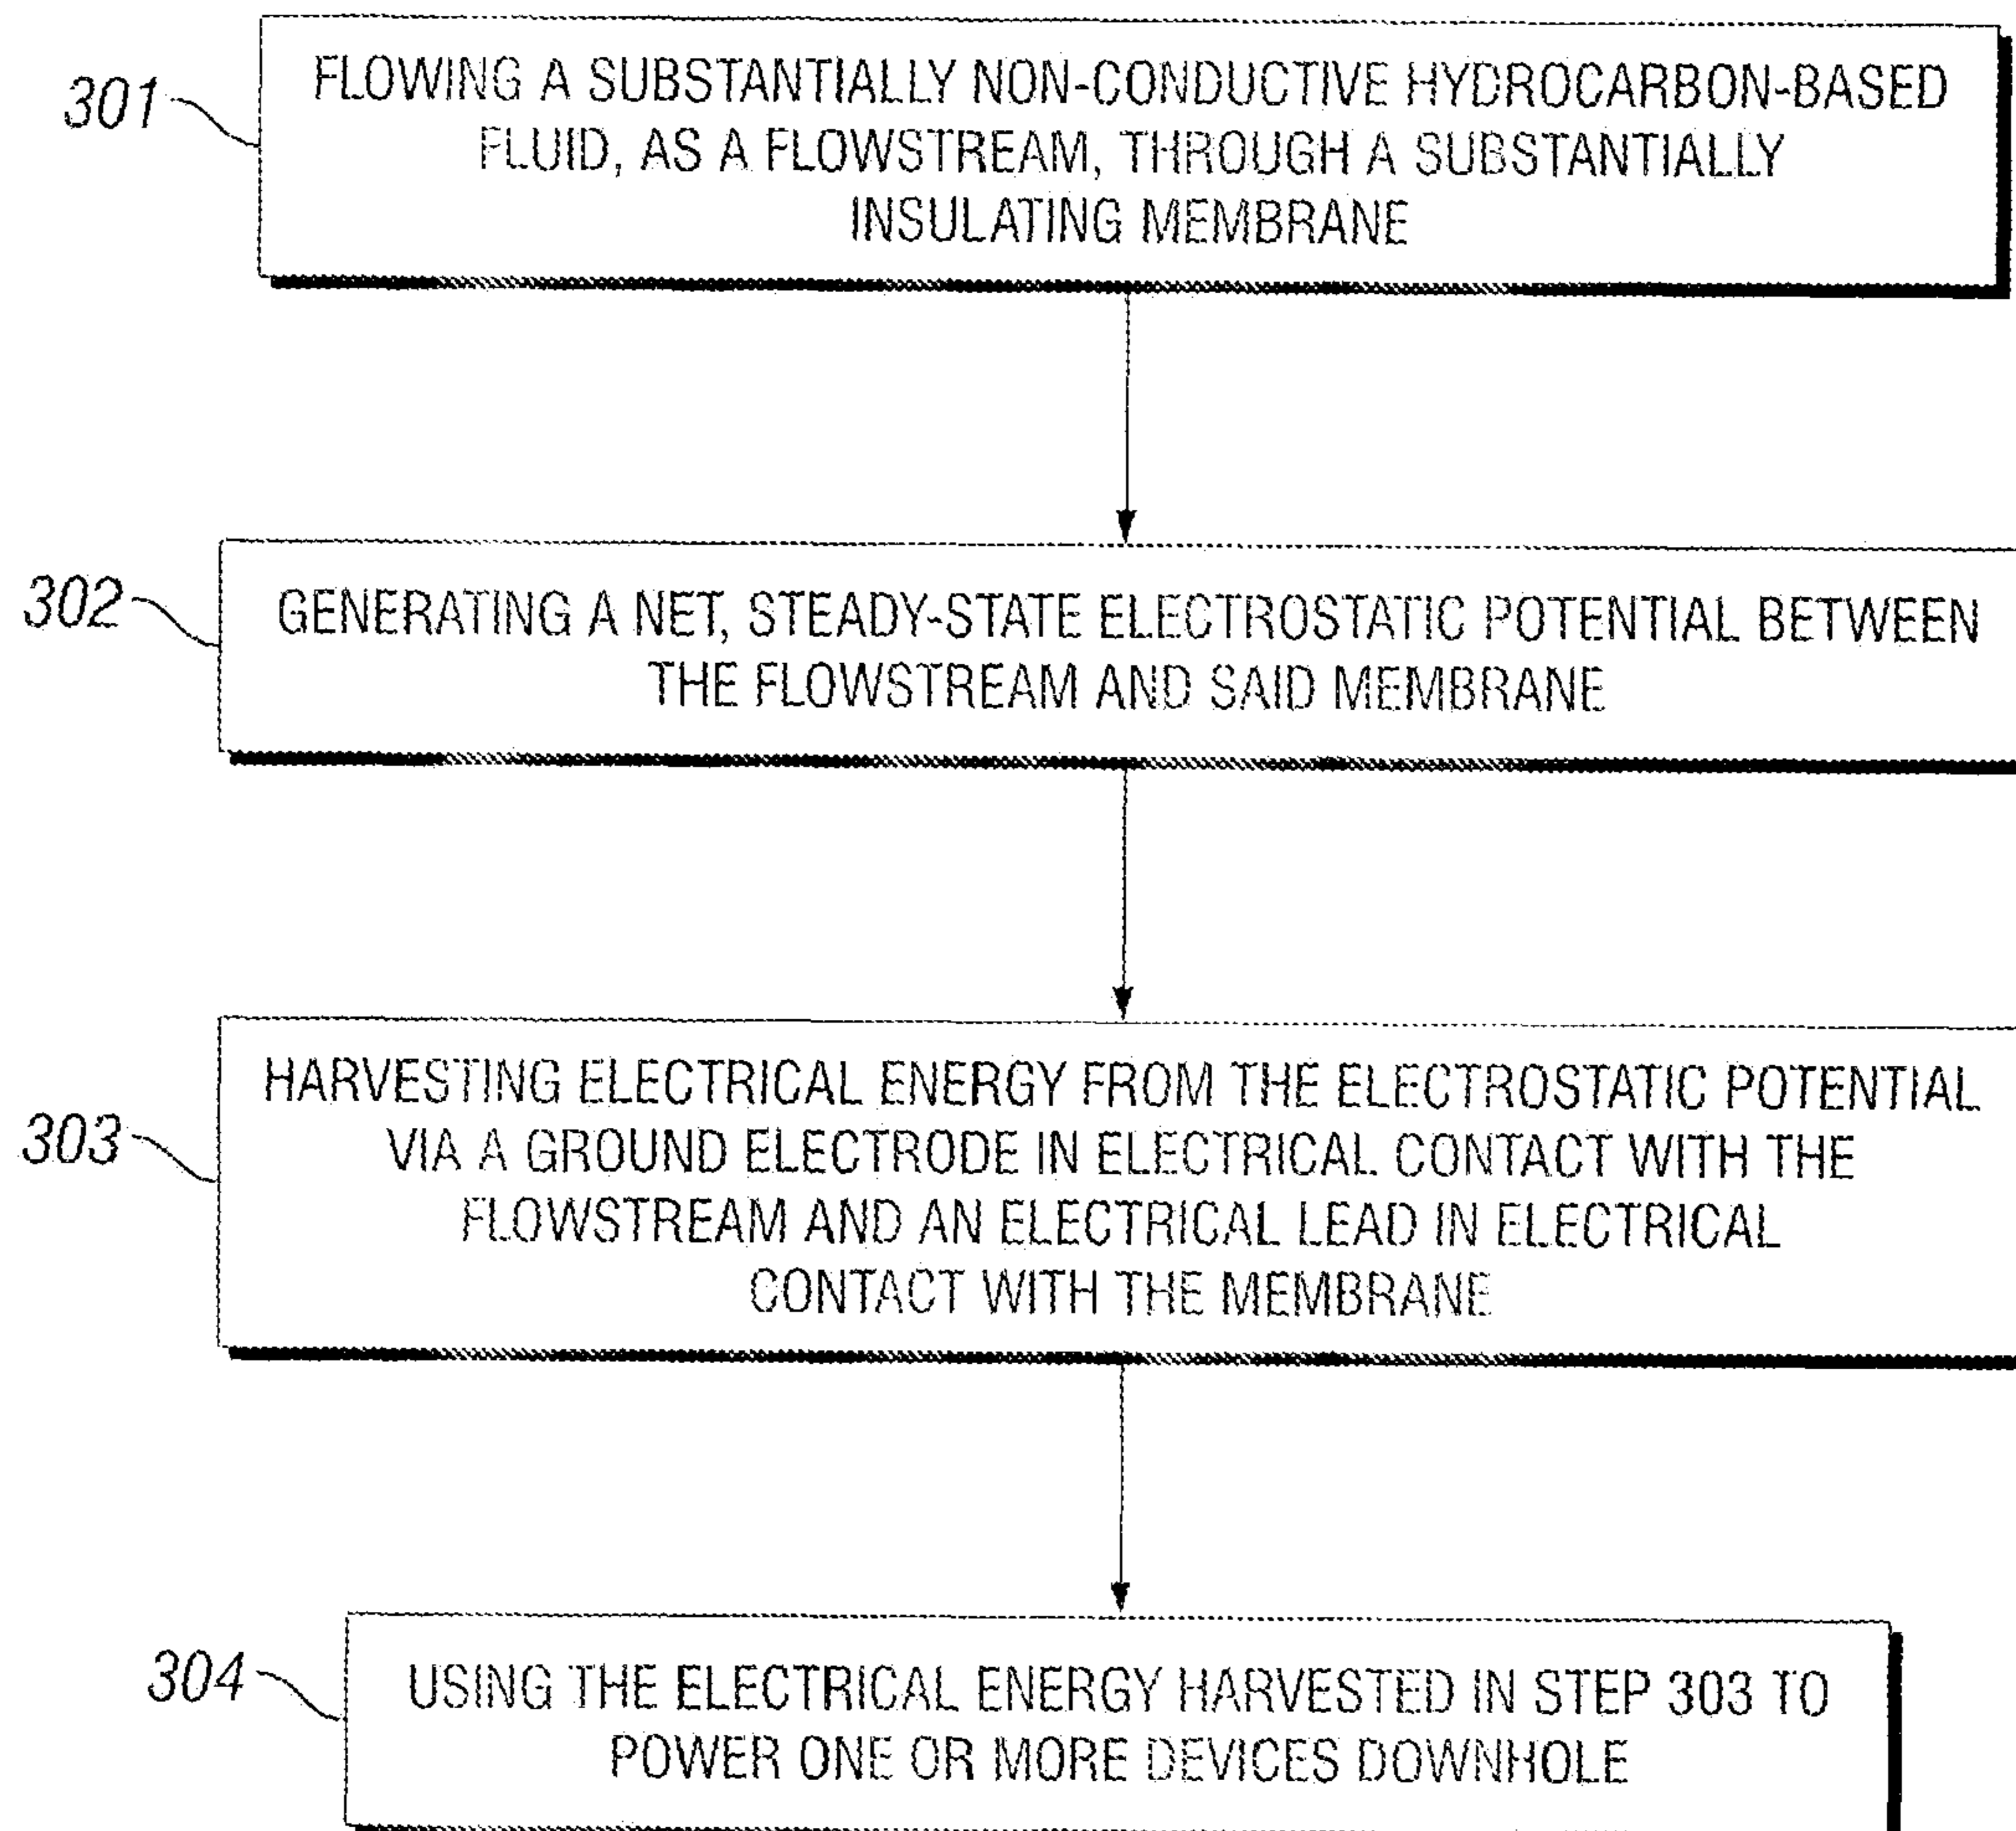 301
FLOWING A SUBSTANTIALLY NON-CONDUCTIVE HYDROCARBON-BASED
FLUID, AS A FLOWSTREAM, THROUGH A SUBSTANTIALLY
INSULATING MEMBRANE
302
GENERATING A NET, STEADY-STATE ELECTROSTATIC POTENTIAL BETWEEN
THE FLOWSTREAM AND SAID MEMBRANE
303
HARVESTING ELECTRICAL ENERGY FROM THE ELECTROSTATIC POTENTIAL
VIA A GROUND ELECTRODE IN ELECTRICAL CONTACT WITH THE
FLOWSTREAM AND AN ELECTRICAL LEAD IN ELECTRICAL
CONTACT WITH THE MEMBRANE
304
USING THE ELECTRICAL ENERGY HARVESTED IN STEP 303 TO
POWER ONE OR MORE DEVICES DOWNHOLE